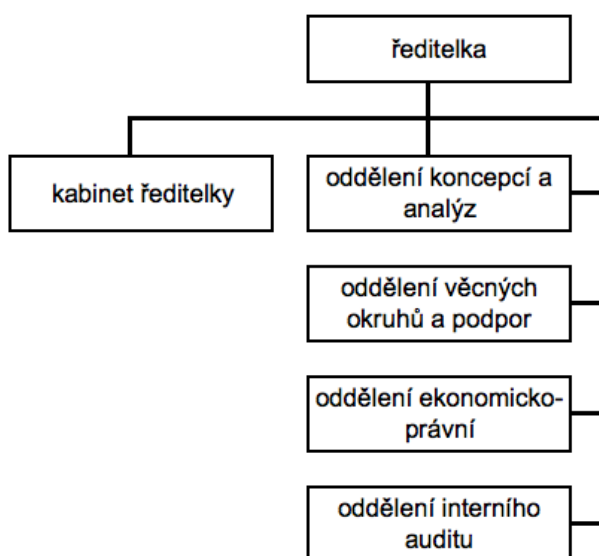 ředitelka
kabinet ředitelky
oddělení koncepcí a
analýz
oddělení věcných
okruhů a podpor
oddělení ekonomicko-
právní
oddělení interního
auditu